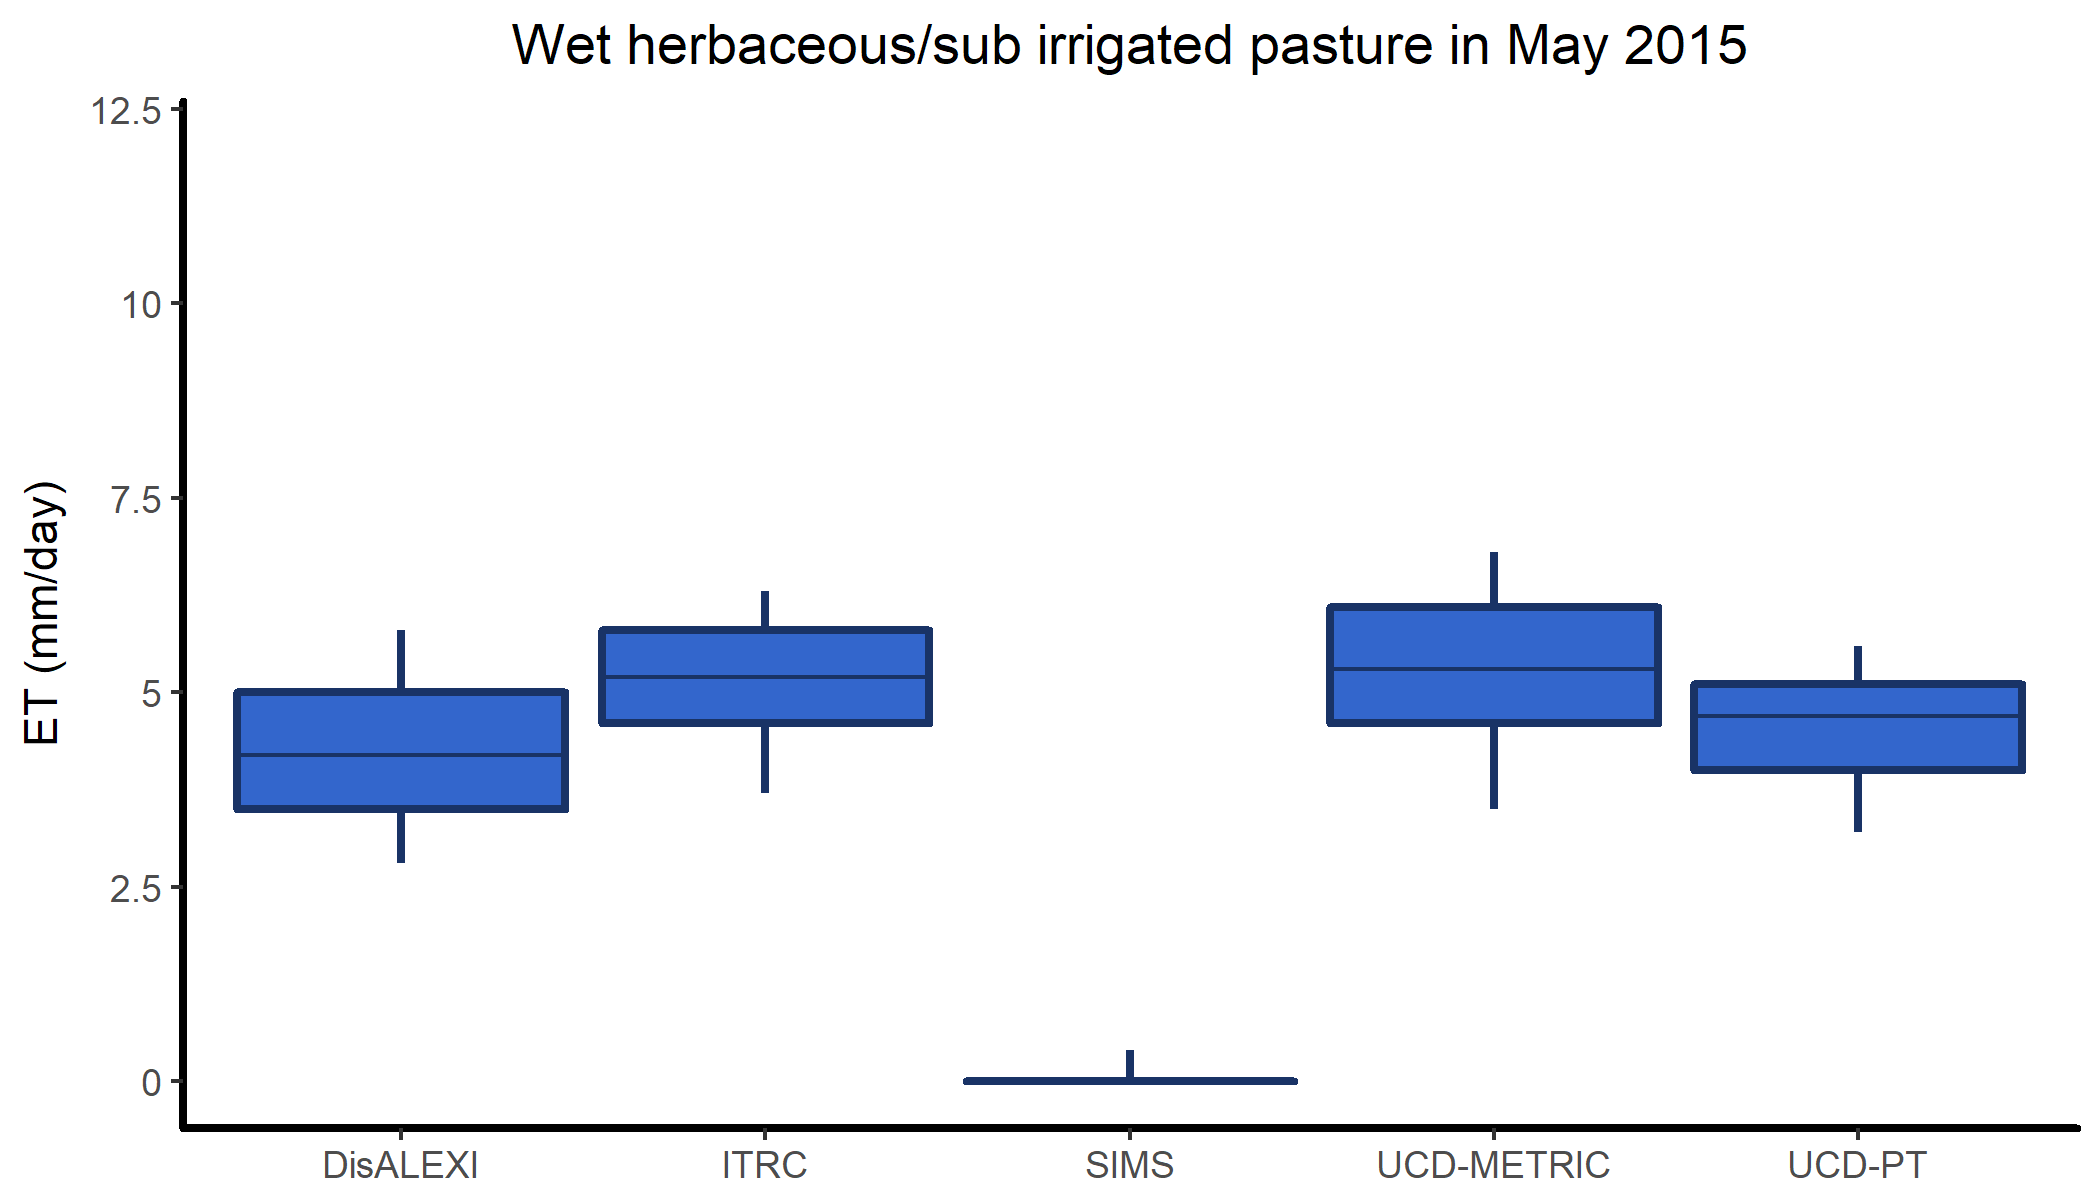 Wet herbaceous/sub irrigated pasture in May 2015
12.5
10
7.5
5
2.5
0
ET (mm/day)
DisALEXI ITRC SIMS UCD-METRIC UCD-PT